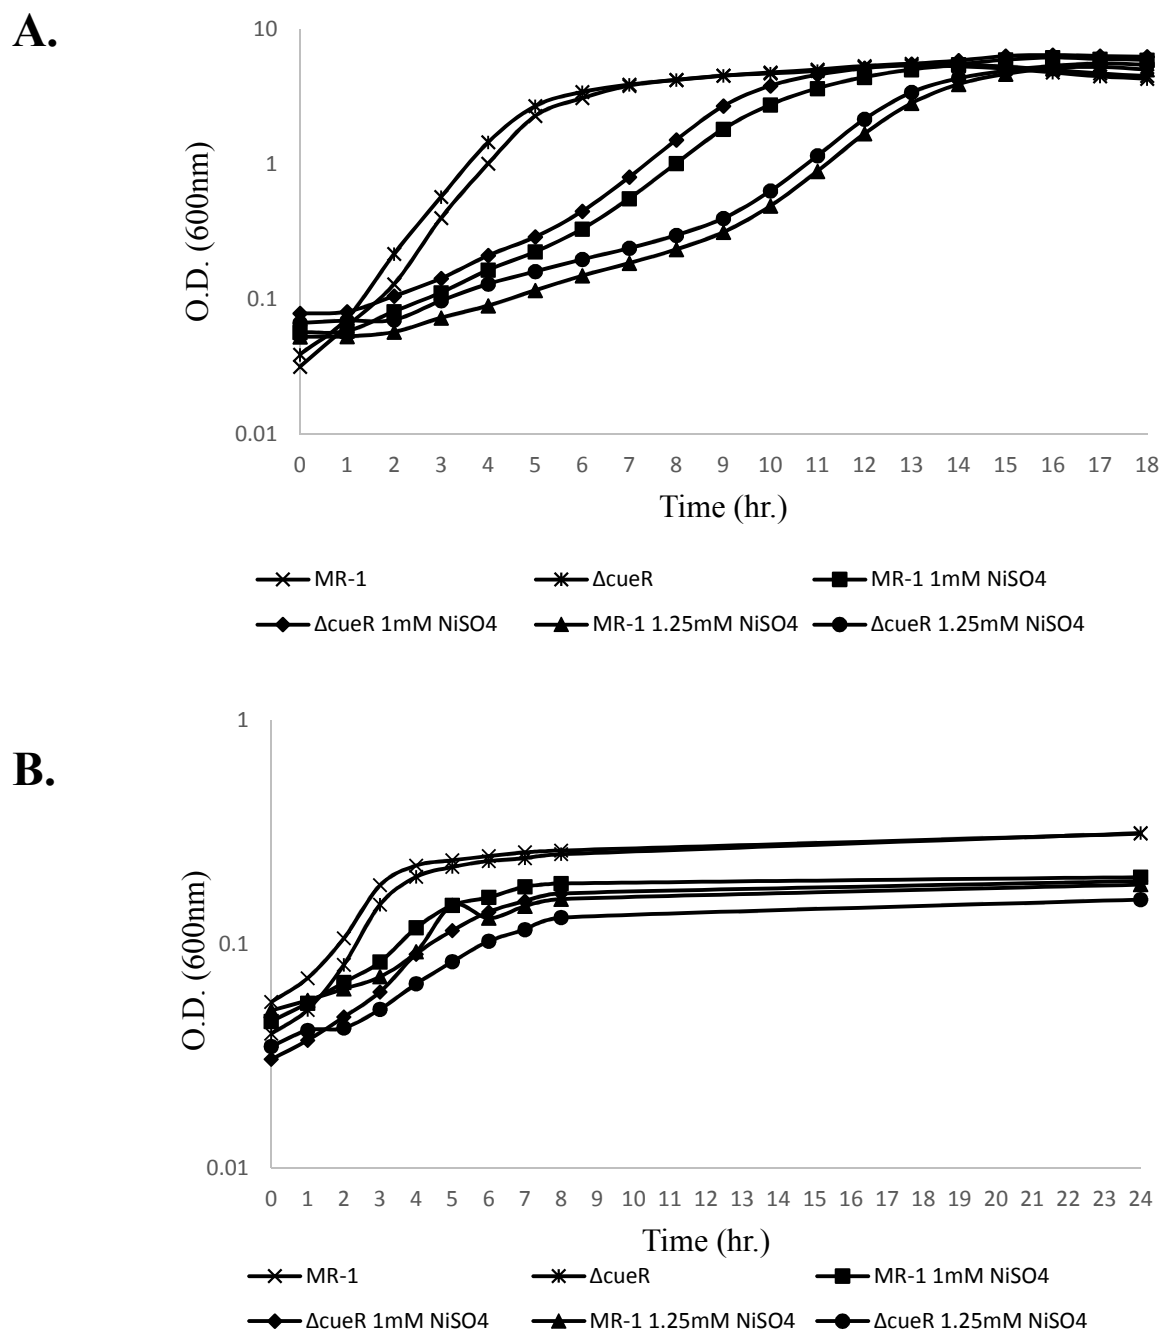 A.
10
1
0.1
0.01
O.D. (600nm)
0 1 2 3 4 5 6 7 8 9 10 11 12 13 14 15 16 17 18
Time (hr.)
MR-1 ΔcueR MR-1 1mM NiSO4
ΔcueR 1mM NiSO4 MR-1 1.25mM NiSO4 ΔcueR 1.25mM NiSO4
B.
1
0.1
0.01
O.D. (600nm)
0 1 2 3 4 5 6 7 8 9 10 11 12 13 14 15 16 17 18 19 20 21 22 23 24
Time (hr.)
MR-1 ΔcueR MR-1 1mM NiSO4
ΔcueR 1mM NiSO4 MR-1 1.25mM NiSO4 ΔcueR 1.25mM NiSO4